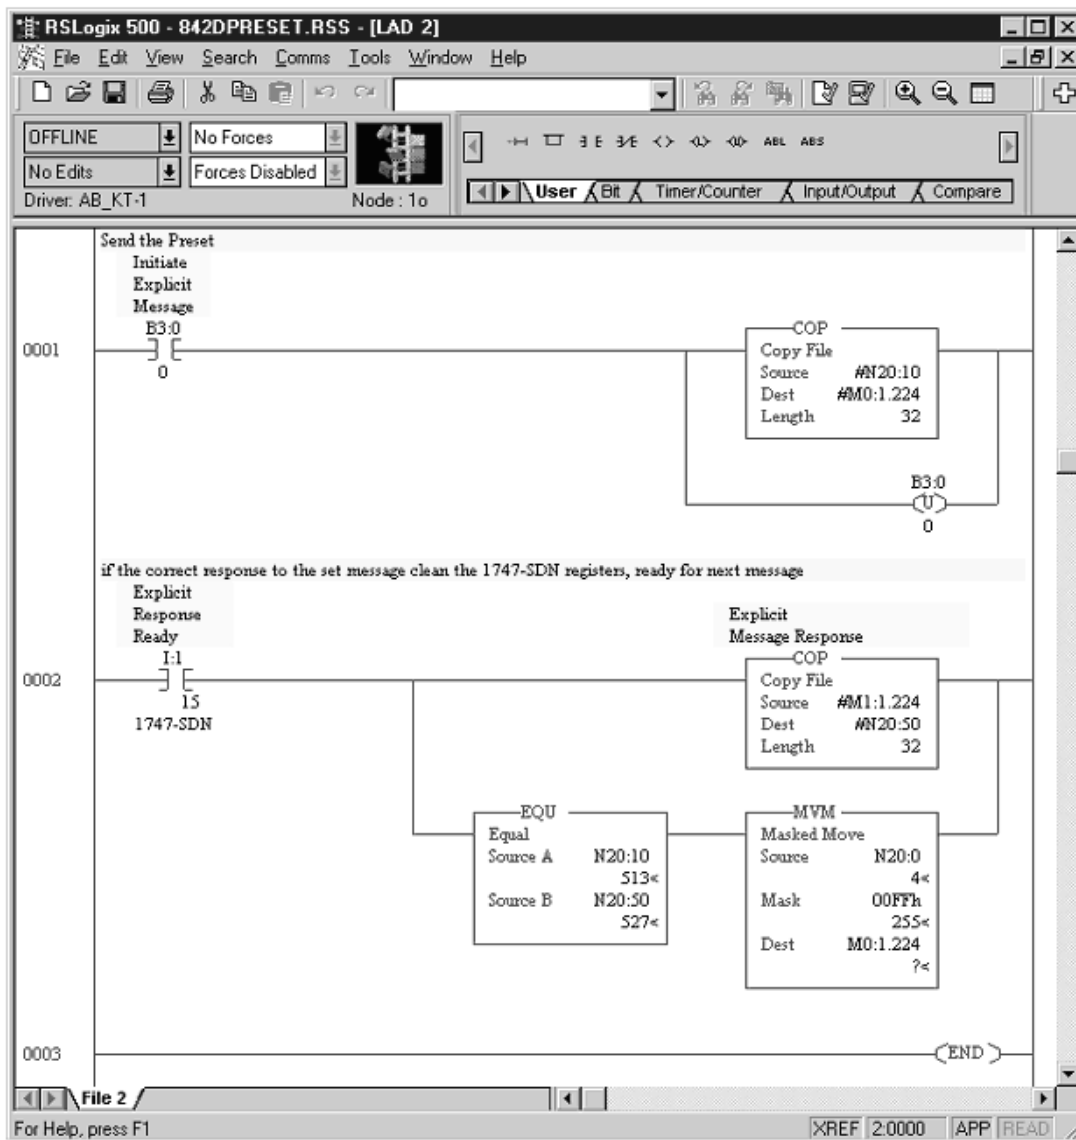 RSLogix 500 - 842DPRESET.RSS - [LAD 2]
File Edit View Search Comms Tools Window Help
OFFLINE
No Forces
No Edits
Forces Disabled
Driver: AB_KT-1
Node : 1o
ABL ABS
User Bit Timer/Counter Input/Output Compare
Send the Preset
Initiate
Explicit
Message
B3:0
0
0001
COP
Copy File
Source #N20:10
Dest #M0:1.224
Length 32
B3:0
U
0
if the correct response to the set message clean the 1747-SDN registers, ready for next message
Explicit
Response
Ready
I:1
15
1747-SDN
0002
Explicit
Message Response
COP
Copy File
Source #M1:1.224
Dest #N20:50
Length 32
EQU
Equal
Source A N20:10
513<
Source B N20:50
527<
MVM
Masked Move
Source N20:0
4<
Mask 00FFh
255<
Dest M0:1.224
?<
0003
END
File 2
For Help, press F1
XREF 2:0000 APP READ